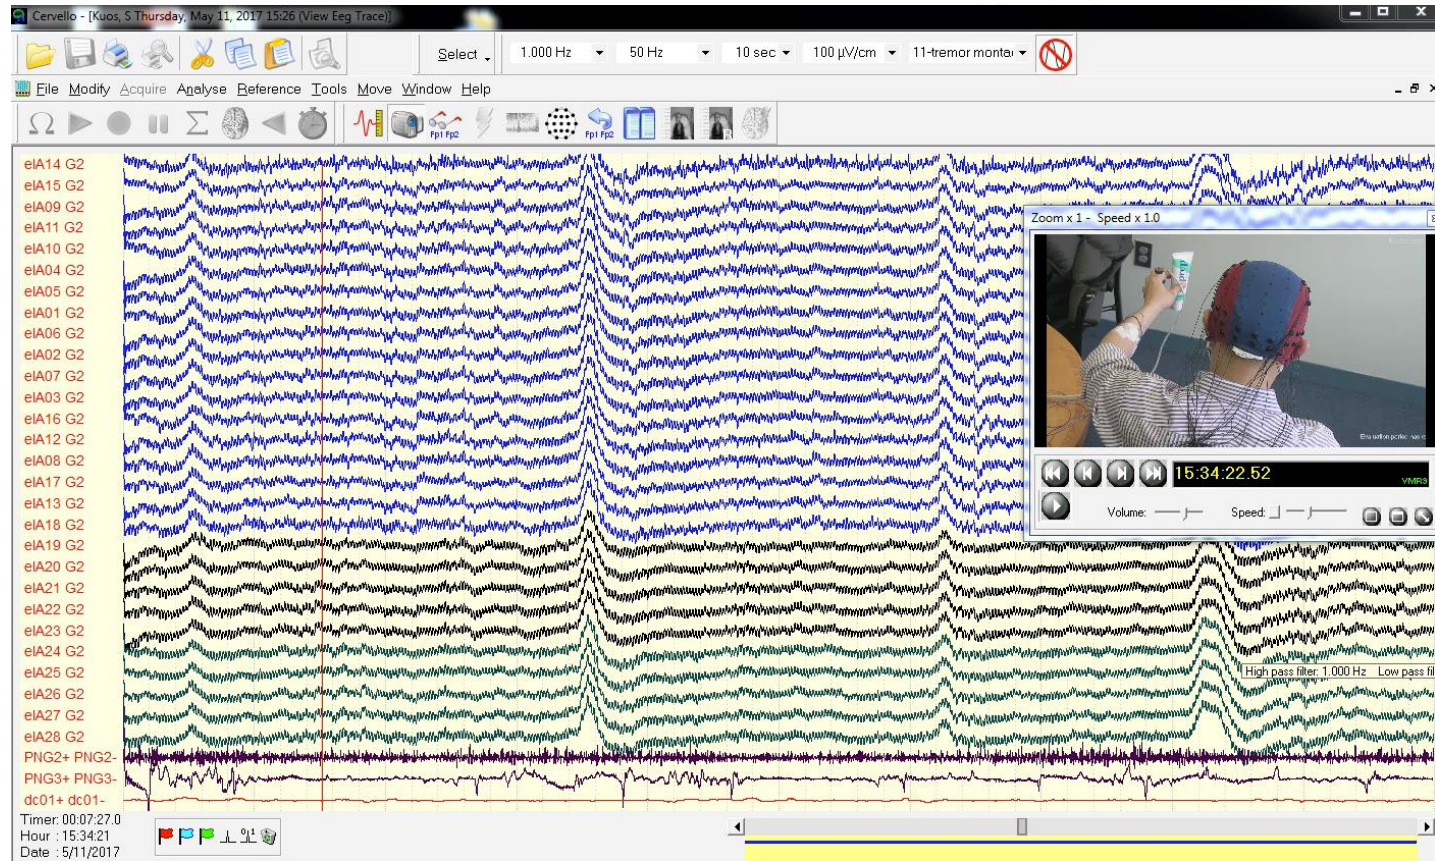 Cervello - [Kuos, S Thursday, May 11, 2017 15:26 (View Eeg Trace)]
Select 1.000 Hz 50 Hz 10 sec 100 µV/cm 11-tremor montag
File Modify Acquire Analyse Reference Tools Move Window Help
Fp1 Fp2 Fp1 Fp2 R
elA14 G2
elA15 G2
elA09 G2
elA11 G2
elA10 G2
elA04 G2
elA05 G2
elA01 G2
elA06 G2
elA02 G2
elA07 G2
elA03 G2
elA16 G2
elA12 G2
elA08 G2
elA17 G2
elA13 G2
elA18 G2
elA19 G2
elA20 G2
elA21 G2
elA22 G2
elA23 G2
elA24 G2
elA25 G2
elA26 G2
elA27 G2
elA28 G2
PNG2+ PNG2-
PNG3+ PNG3-
dc01+ dc01-
Zoom x 1 - Speed x 1.0
Evaluation period has
15:34:22.52
VMR9
Volume: Speed:
High pass filter: 1.000 Hz Low pass fil
Timer: 00:07:27.0
Hour : 15:34:21
Date : 5/11/2017